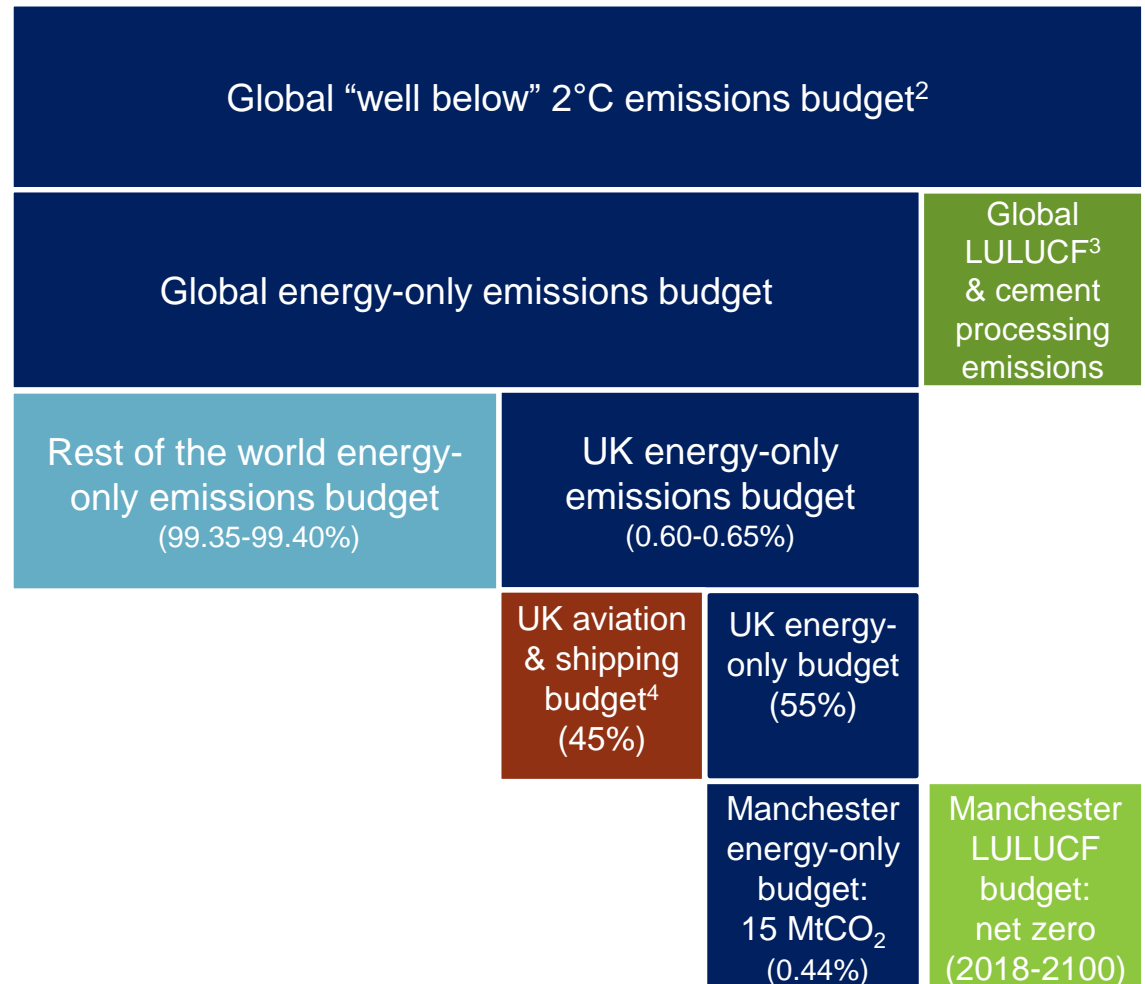 Global “well below” 2°C emissions budget²
Global energy-only emissions budget
Global
LULUCF³
& cement
processing
emissions
Rest of the world energy-
only emissions budget
(99.35-99.40%)
UK energy-only
emissions budget
(0.60-0.65%)
UK aviation
& shipping
budget⁴
(45%)
UK energy-
only budget
(55%)
Manchester
energy-only
budget:
15 MtCO₂
(0.44%)
Manchester
LULUCF
budget:
net zero
(2018-2100)